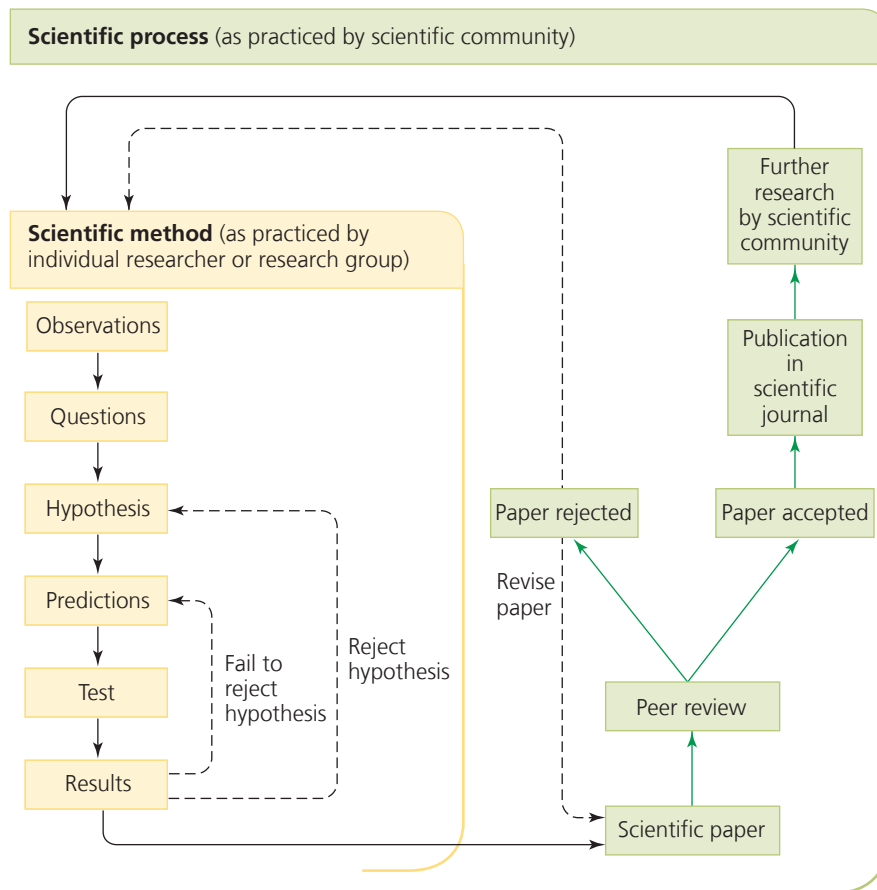 Scientific process (as practiced by scientific community)
Scientific method (as practiced by
individual researcher or research group)
Observations
Questions
Hypothesis
Predictions
Test
Results
Fail to
reject
hypothesis
Reject
hypothesis
Further
research
by scientific
community
Publication
in
scientific
journal
Paper rejected
Paper accepted
Revise
paper
Peer review
Scientific paper